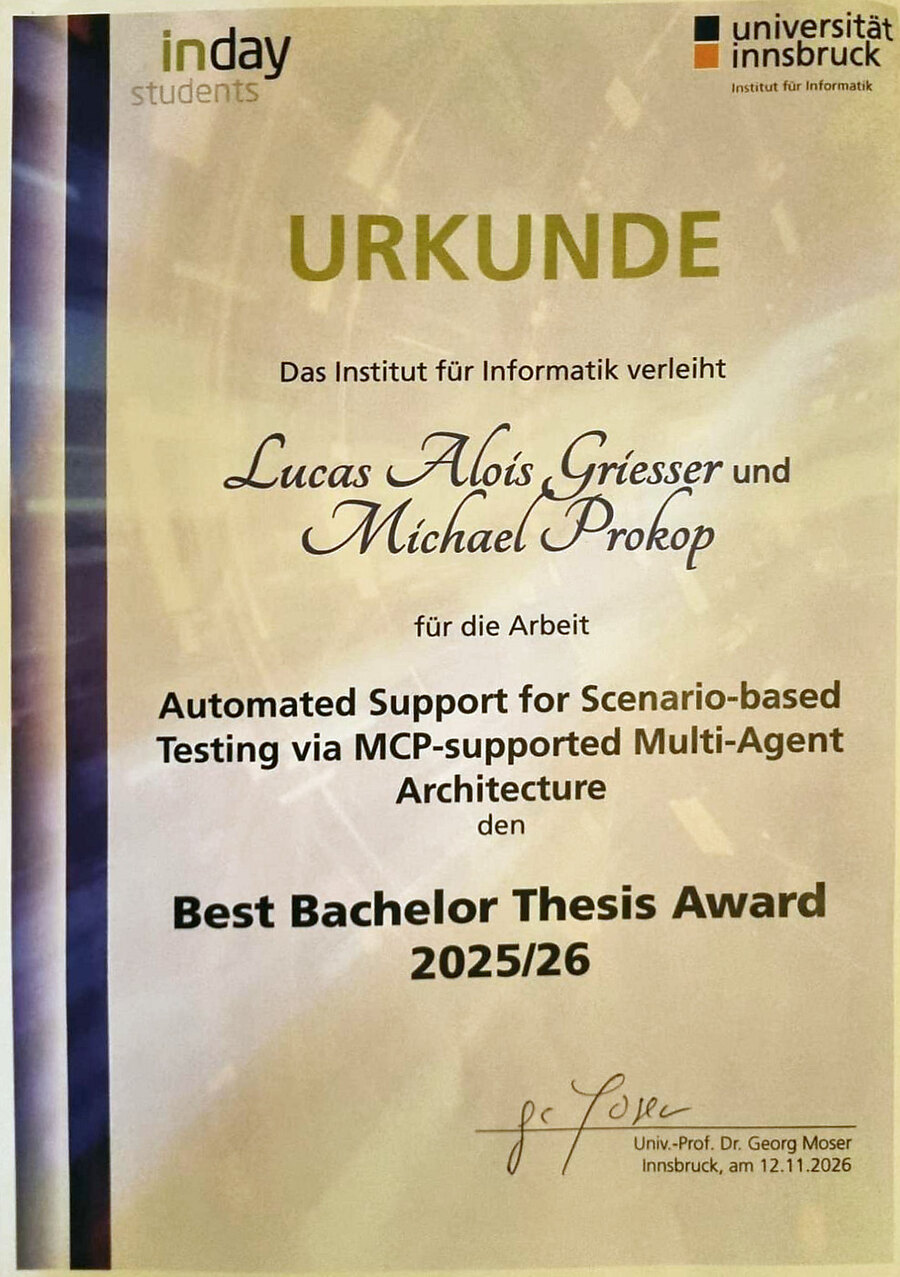 inday
students
universität
innsbruck
Institut für Informatik
URKUNDE
Das Institut für Informatik verleiht
Lucas Alois Griesser und
Michael Prokop
für die Arbeit
Automated Support for Scenario-based
Testing via MCP-supported Multi-Agent
Architecture
den
Best Bachelor Thesis Award
2025/26
Univ.-Prof. Dr. Georg Moser
Innsbruck, am 12.11.2026